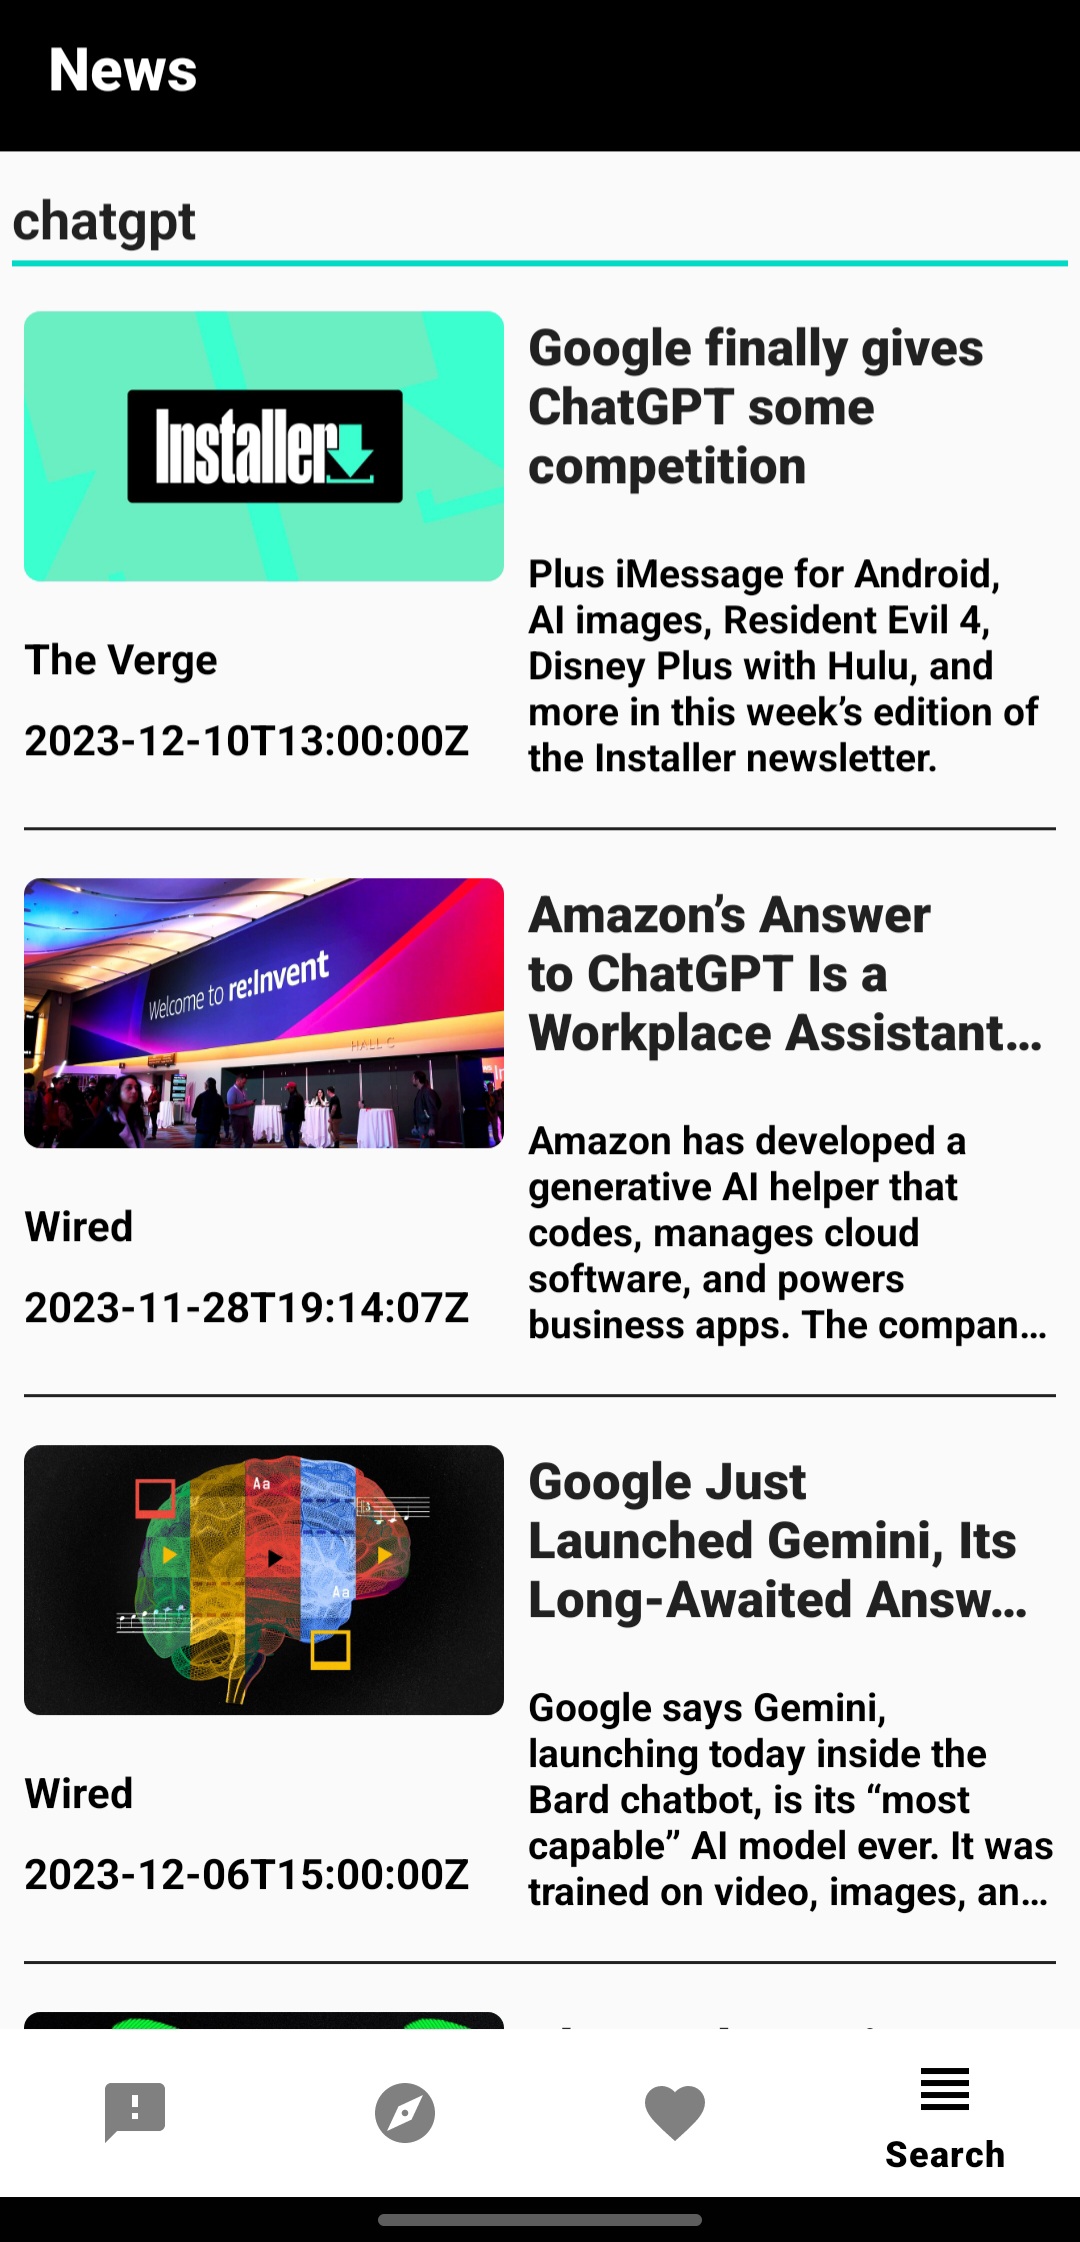 News
chatgpt
Installer
Google finally gives
ChatGPT some
competition
Plus iMessage for Android,
AI images, Resident Evil 4,
Disney Plus with Hulu, and
more in this week’s edition of
the Installer newsletter.
The Verge
2023-12-10T13:00:00Z
Welcome to re:Invent
HALL C
Amazon’s Answer
to ChatGPT Is a
Workplace Assistant…
Amazon has developed a
generative AI helper that
codes, manages cloud
software, and powers
business apps. The compan…
Wired
2023-11-28T19:14:07Z
Aa
Aa
Google Just
Launched Gemini, Its
Long-Awaited Answ…
Google says Gemini,
launching today inside the
Bard chatbot, is its “most
capable” AI model ever. It was
trained on video, images, an…
Wired
2023-12-06T15:00:00Z
Search